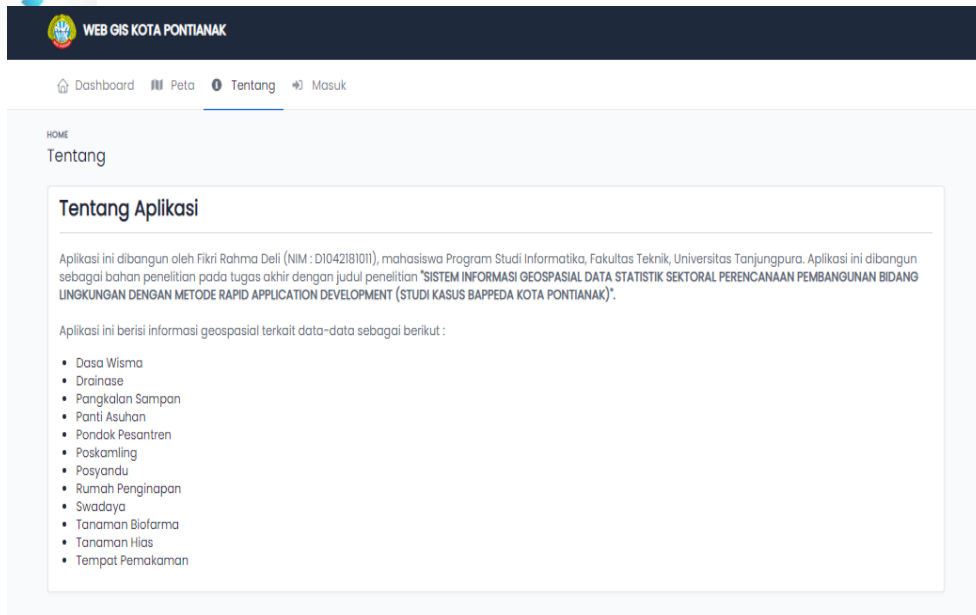 WEB GIS KOTA PONTIANAK
Dashboard Peta Tentang Masuk
HOME
Tentang
Tentang Aplikasi
Aplikasi ini dibangun oleh Fikri Rahma Deli (NIM : D1042181011), mahasiswa Program Studi Informatika, Fakultas Teknik, Universitas Tanjungpura. Aplikasi ini dibangun
sebagai bahan penelitian pada tugas akhir dengan judul penelitian "SISTEM INFORMASI GEOSPASIAL DATA STATISTIK SEKTORAL PERENCANAAN PEMBANGUNAN BIDANG
LINGKUNGAN DENGAN METODE RAPID APPLICATION DEVELOPMENT (STUDI KASUS BAPPEDA KOTA PONTIANAK)".
Aplikasi ini berisi informasi geospasial terkait data-data sebagai berikut :
• Dasa Wisma
• Drainase
• Pangkalan Sampan
• Panti Asuhan
• Pondok Pesantren
• Poskamling
• Posyandu
• Rumah Penginapan
• Swadaya
• Tanaman Biofarma
• Tanaman Hias
• Tempat Pemakaman